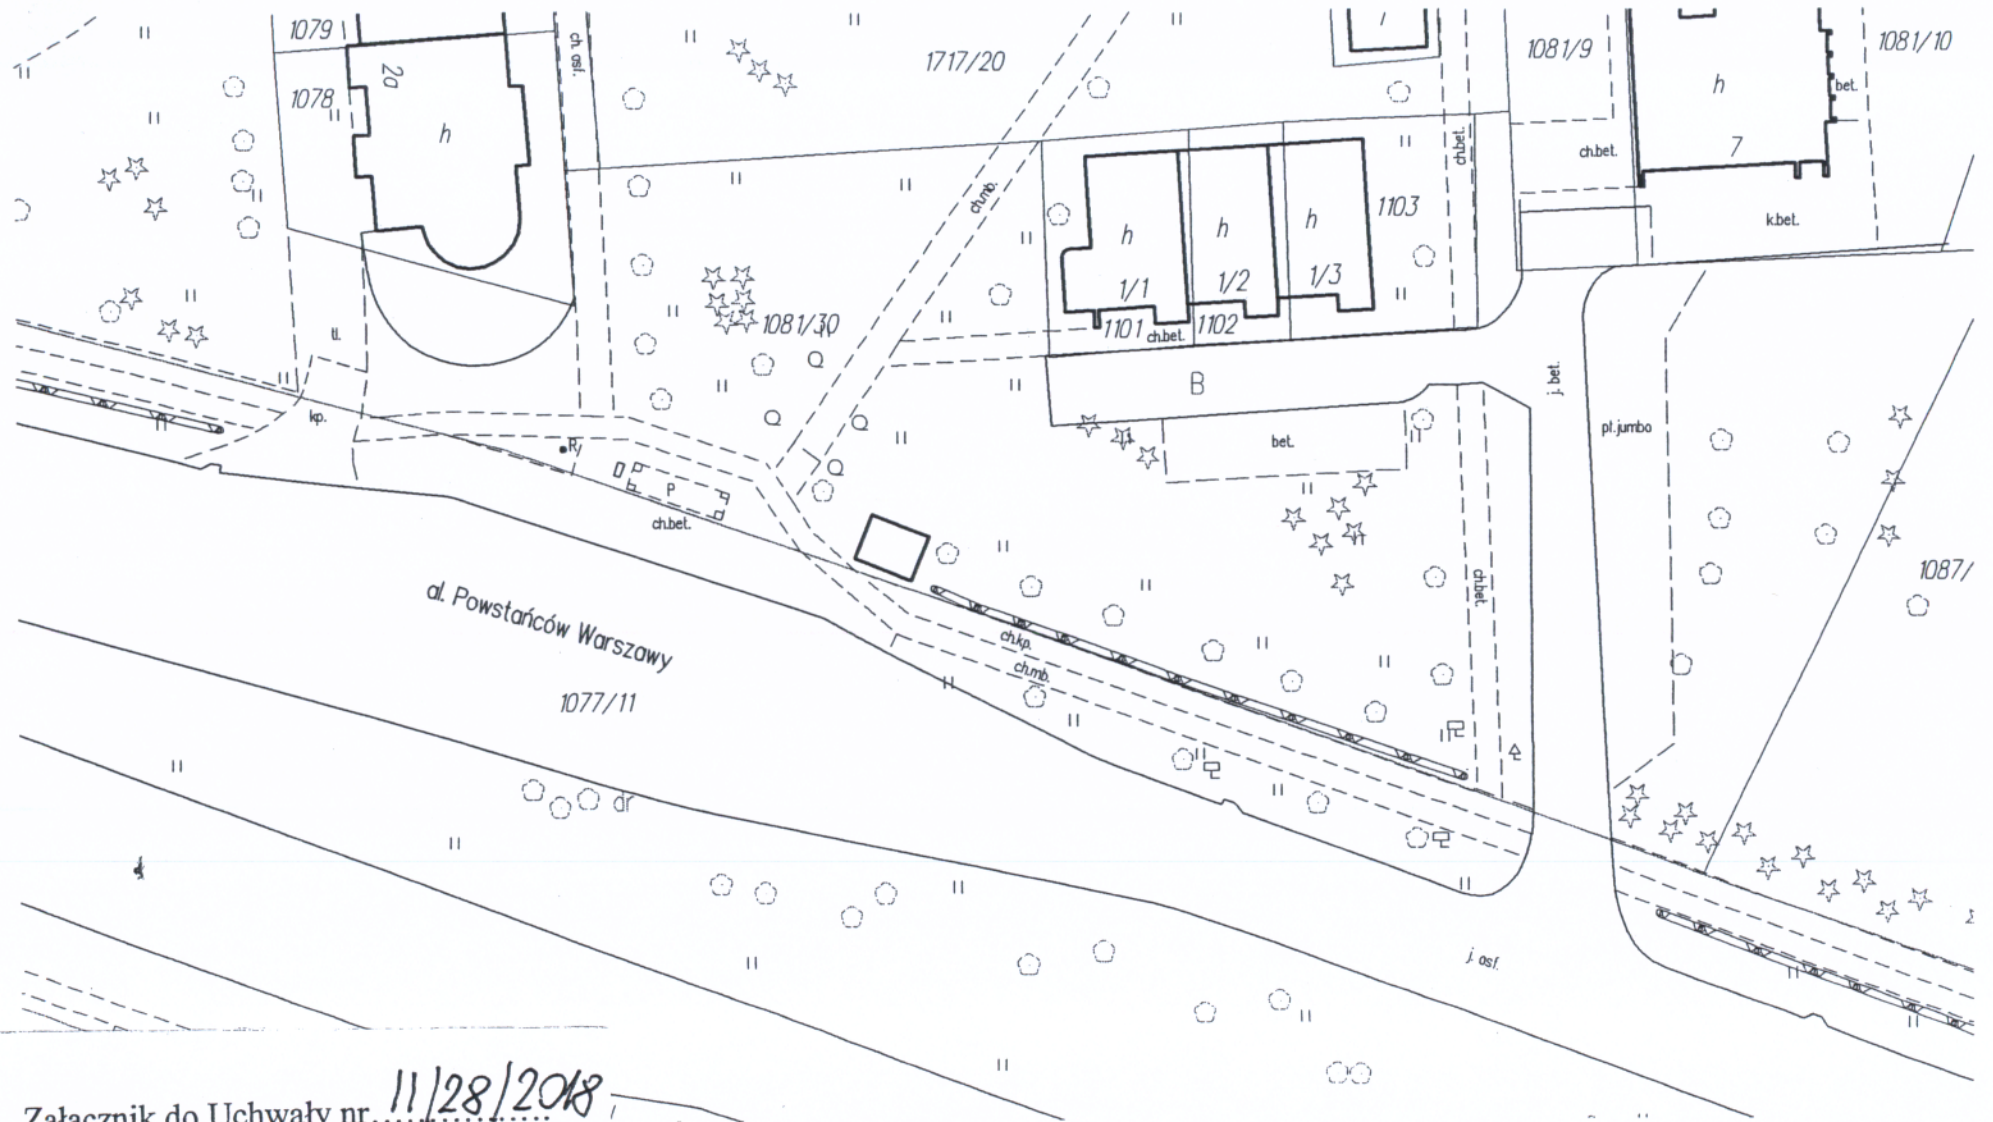 1079
ch. asf.
1717/20
1081/9
1081/10
2a
1078
h
h
bet.
7
ch.bet.
ch.bet.
k.bet.
ch.mb.
1103
h
h
h
1/1
1/2
1/3
1081/30
1101
ch.bet.
1102
tł.
kp.
B
j. bet.
R
bet.
pl.jumbo
P
ch.bet.
ch.bet.
1087/
al. Powstańców Warszawy
ch.kp.
ch.mb.
1077/11
dr
j. asf.
Załącznik do Uchwały nr 11/28/2018